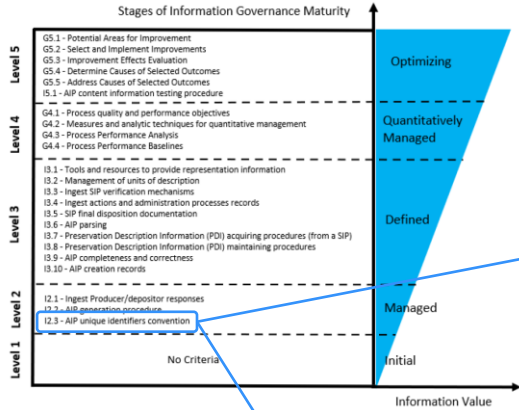 Stages of Information Governance Maturity
Level 5
G5.1 - Potential Areas for Improvement
G5.2 - Select and Implement Improvements
G5.3 - Improvement Effects Evaluation
G5.4 - Determine Causes of Selected Outcomes
G5.5 - Address Causes of Selected Outcomes
I5.1 - AIP content information testing procedure
Optimizing
Level 4
G4.1 - Process quality and performance objectives
G4.2 - Measures and analytic techniques for quantitative management
G4.3 - Process Performance Analysis
G4.4 - Process Performance Baselines
Quantitatively
Managed
Level 3
I3.1 - Tools and resources to provide representation information
I3.2 - Management of units of description
I3.3 - Ingest SIP verification mechanisms
I3.4 - Ingest actions and administration processes records
I3.5 - SIP final disposition documentation
I3.6 - AIP parsing
I3.7 - Preservation Description Information (PDI) acquiring procedures (from a SIP)
I3.8 - Preservation Description Information (PDI) maintaining procedures
I3.9 - AIP completeness and correctness
I3.10 - AIP creation records
Defined
Level 2
I2.1 - Ingest Producer/depositor responses
I2.2 - AIP generation procedure
I2.3 - AIP unique identifiers convention
Managed
Level 1
No Criteria
Initial
Information Value